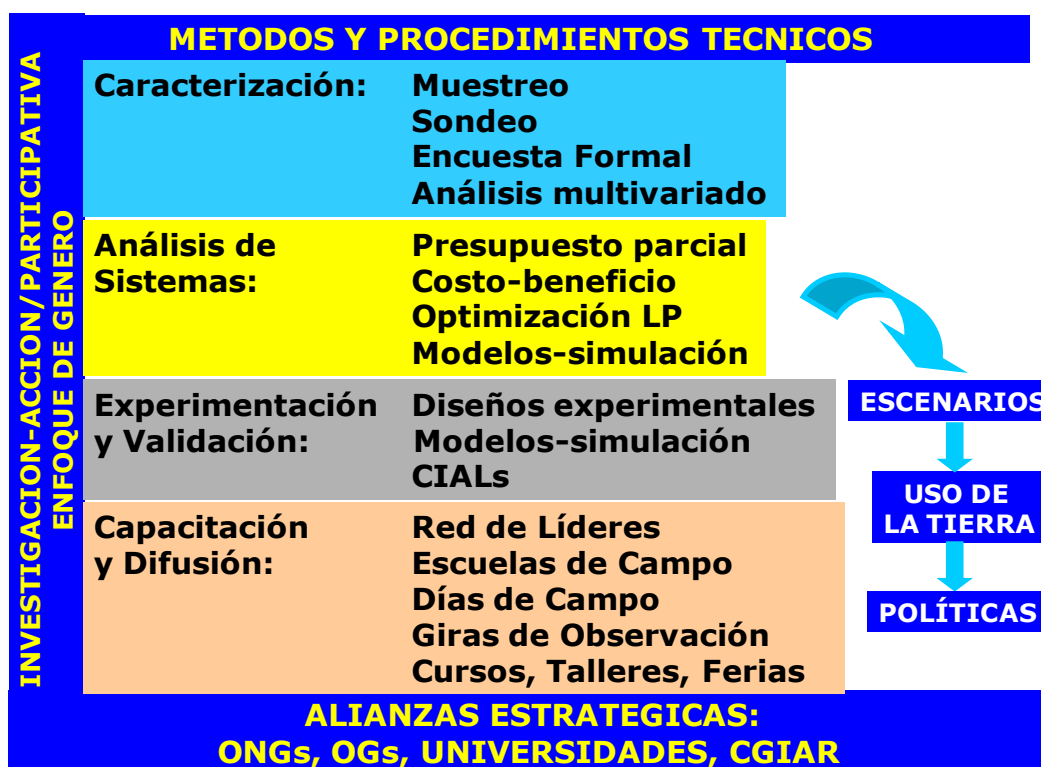 METODOS Y PROCEDIMIENTOS TECNICOS
INVESTIGACION-ACCION/PARTICIPATIVA
ENFOQUE DE GENERO
Caracterización: Muestreo
Sondeo
Encuesta Formal
Análisis multivariado
Análisis de Presupuesto parcial
Sistemas: Costo-beneficio
Optimización LP
Modelos-simulación
Experimentación Diseños experimentales
y Validación: Modelos-simulación
CIALs
Capacitación Red de Líderes
y Difusión: Escuelas de Campo
Días de Campo
Giras de Observación
Cursos, Talleres, Ferias
ESCENARIOS
USO DE
LA TIERRA
POLÍTICAS
ALIANZAS ESTRATEGICAS:
ONGs, OGs, UNIVERSIDADES, CGIAR